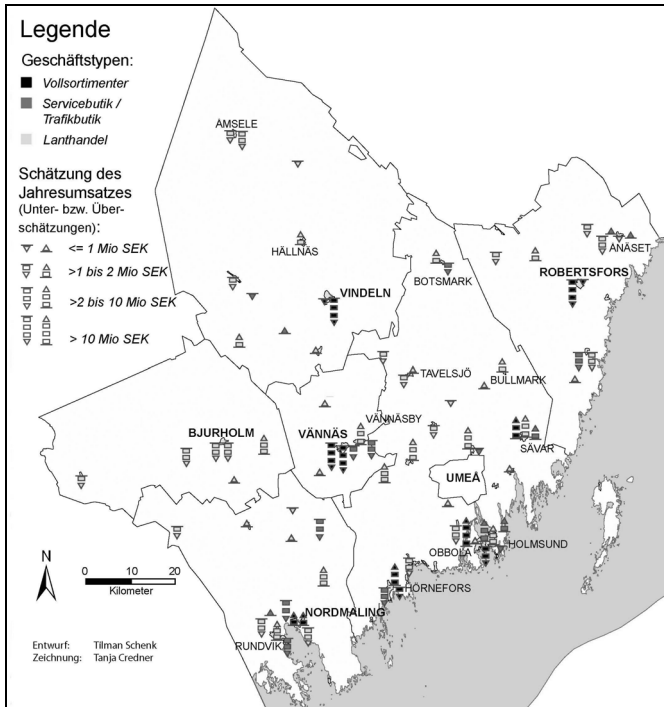 Legende
Geschäftstypen:
Vollsortimenter
Servicebutik /
Trafikbutik
Lanthandel
Schätzung des
Jahresumsatzes
(Unter- bzw. Über-
schätzungen):
<= 1 Mio SEK
>1 bis 2 Mio SEK
>2 bis 10 Mio SEK
> 10 Mio SEK
ÅMSELE
HÄLLNÄS
VINDELN
BOTSMARK
ÅNÄSET
ROBERTSFORS
TAVELSJÖ
BULLMARK
BJURHOLM
VÄNNÄS
VÄNNÄSBY
SÄVAR
UMEÅ
OBBOLA
HOLMSUND
HÖRNEFORS
NORDMALING
RUNDVIK
N
0 10 20
Kilometer
Entwurf: Tilman Schenk
Zeichnung: Tanja Credner